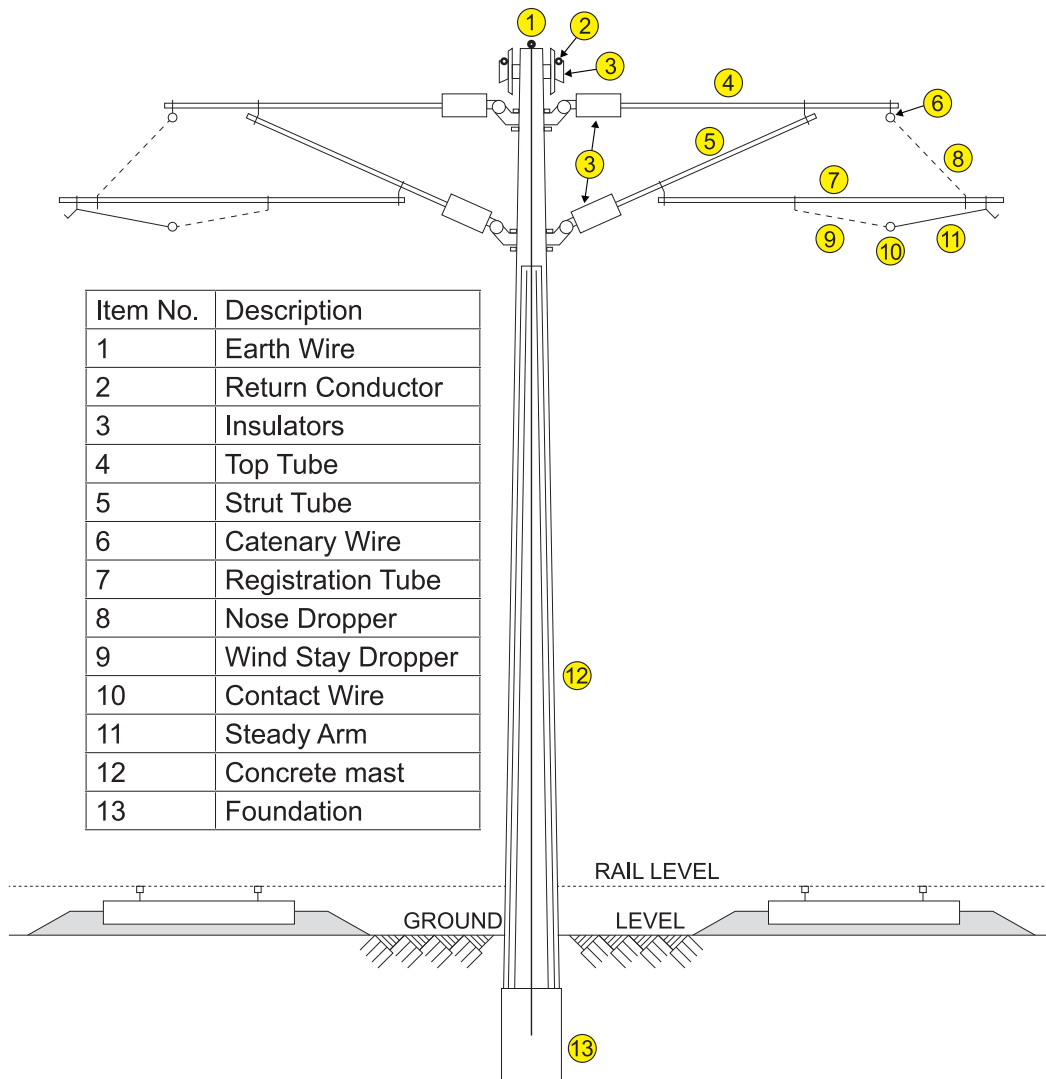 1
2
3
4
6
5
3
8
7
9
10
11
Item No. Description
1 Earth Wire
2 Return Conductor
3 Insulators
4 Top Tube
5 Strut Tube
6 Catenary Wire
7 Registration Tube
8 Nose Dropper
9 Wind Stay Dropper
10 Contact Wire
11 Steady Arm
12 Concrete mast
13 Foundation
12
RAIL LEVEL
GROUND LEVEL
13